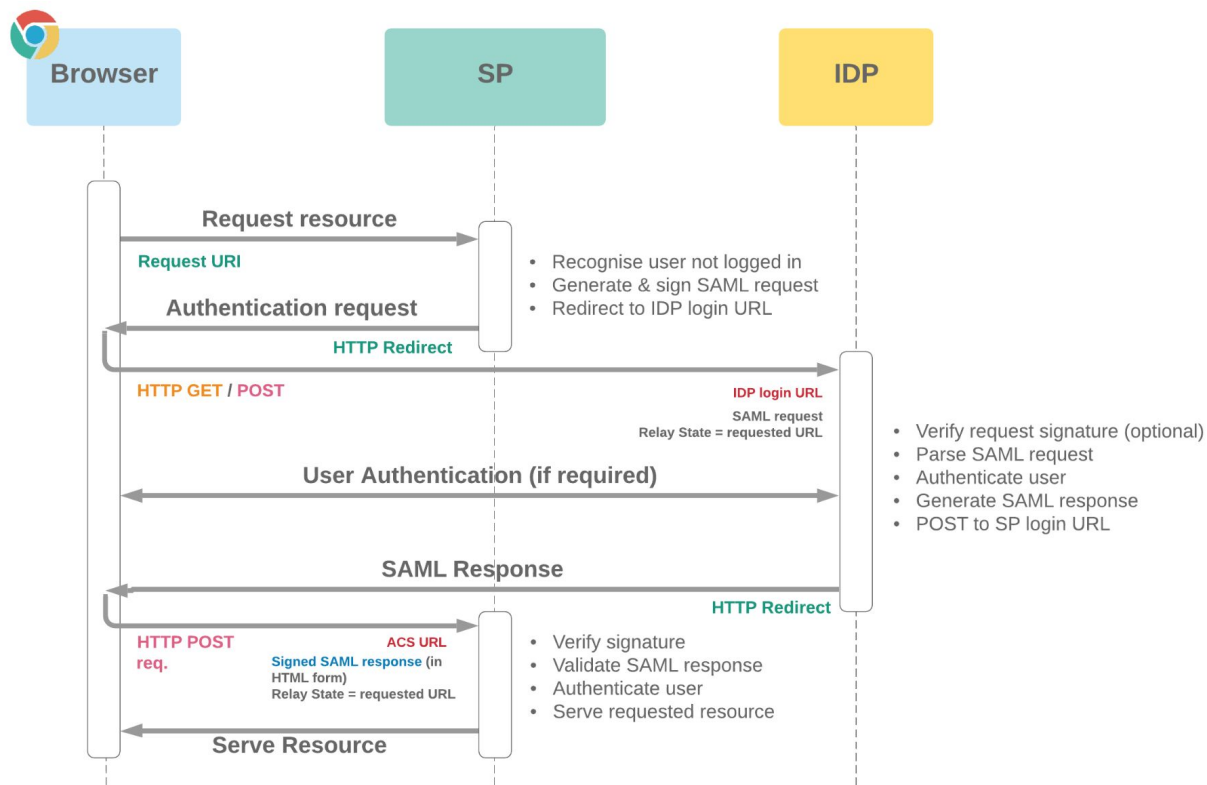 Browser
SP
IDP
Request resource
Request URI
• Recognise user not logged in
• Generate & sign SAML request
• Redirect to IDP login URL
Authentication request
HTTP Redirect
HTTP GET / POST
IDP login URL
SAML request
Relay State = requested URL
• Verify request signature (optional)
• Parse SAML request
• Authenticate user
• Generate SAML response
• POST to SP login URL
User Authentication (if required)
SAML Response
HTTP Redirect
HTTP POST
req.
ACS URL
Signed SAML response (in
HTML form)
Relay State = requested URL
• Verify signature
• Validate SAML response
• Authenticate user
• Serve requested resource
Serve Resource